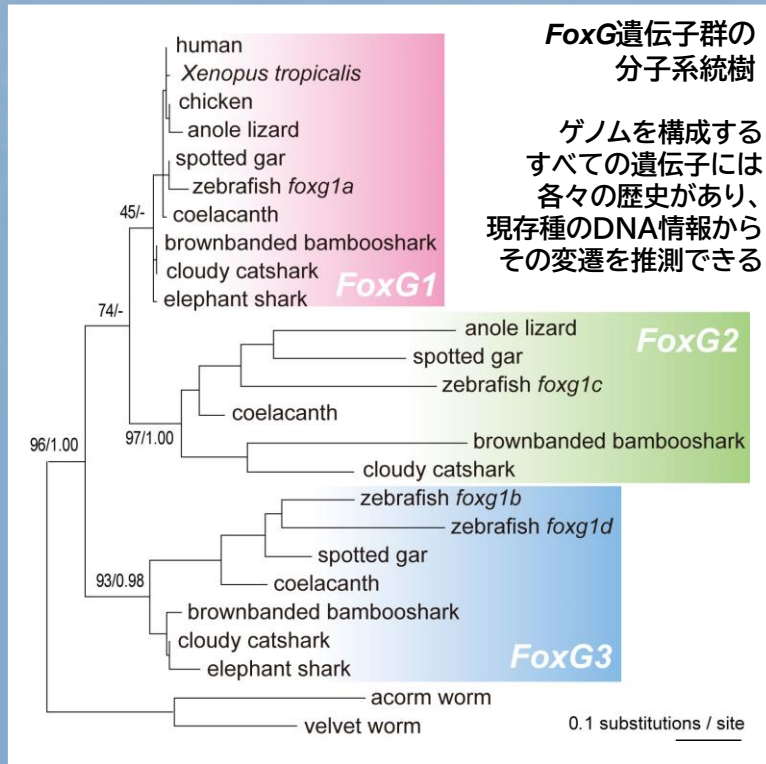 FoxG遺伝子群の
分子系統樹
ゲノムを構成する
すべての遺伝子には
各々の歴史があり、
現存種のDNA情報から
その変遷を推測できる
human
Xenopus tropicalis
chicken
anole lizard
spotted gar
zebrafish foxg1a
coelacanth
brownbanded bambooshark
cloudy catshark
elephant shark
FoxG1
45/-
74/-
anole lizard
spotted gar
zebrafish foxg1c
coelacanth
brownbanded bambooshark
cloudy catshark
FoxG2
97/1.00
96/1.00
zebrafish foxg1b
zebrafish foxg1d
spotted gar
coelacanth
brownbanded bambooshark
cloudy catshark
elephant shark
FoxG3
93/0.98
acorm worm
velvet worm
0.1 substitutions / site